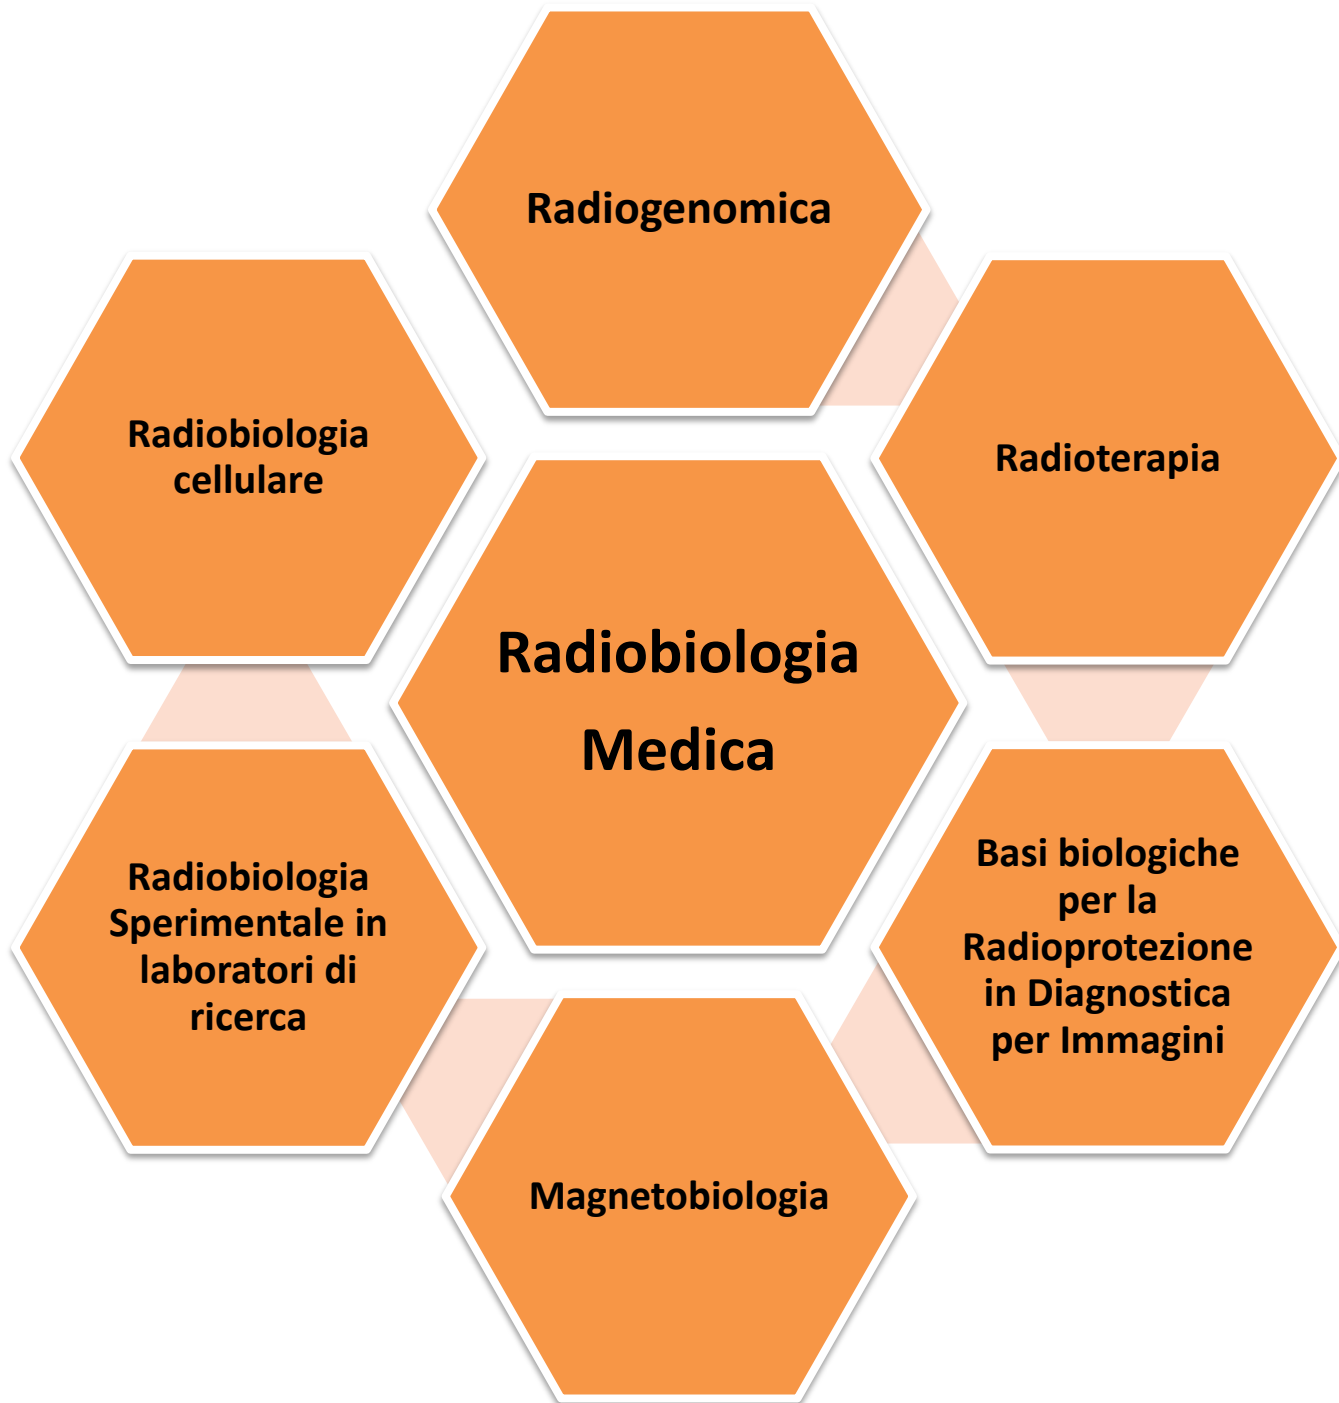 Radiogenomica
Radiobiologia
cellulare
Radioterapia
Radiobiologia
Medica
Radiobiologia
Sperimentale in
laboratori di
ricerca
Basi biologiche
per la
Radioprotezione
in Diagnostica
per Immagini
Magnetobiologia